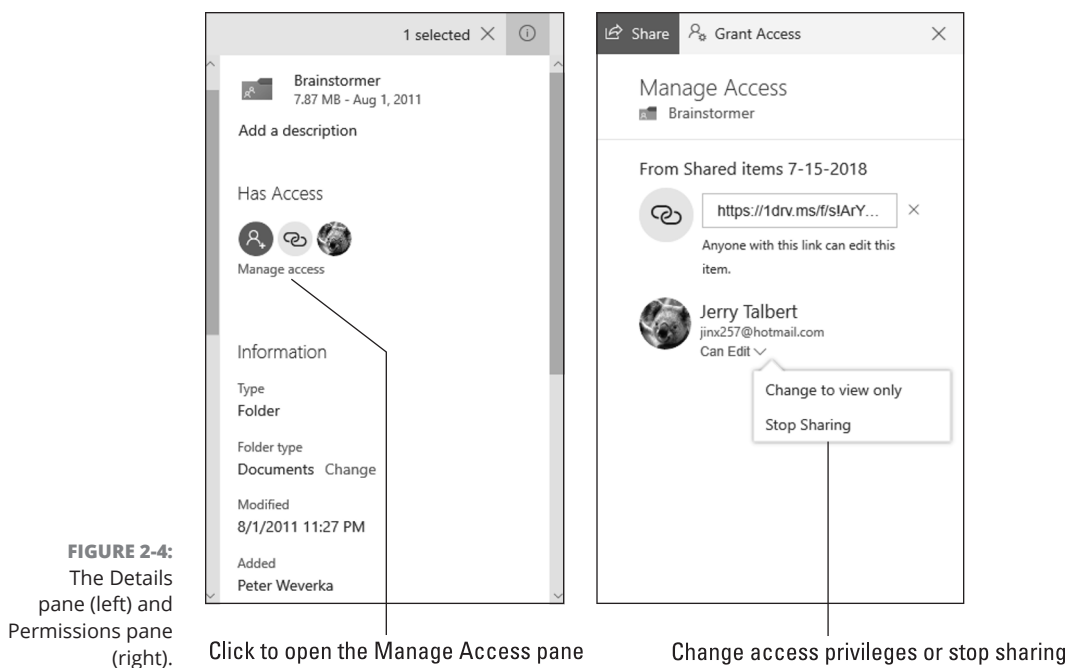 1 selected
Brainstormer
7.87 MB - Aug 1, 2011
Add a description
Has Access
Manage access
Information
Type
Folder
Folder type
Documents Change
Modified
8/1/2011 11:27 PM
Added
Peter Weverka
Share Grant Access
Manage Access
Brainstormer
From Shared items 7-15-2018
https://1drv.ms/f/s!ArY...
Anyone with this link can edit this
item.
Jerry Talbert
jinx257@hotmail.com
Can Edit
Change to view only
Stop Sharing
FIGURE 2-4:
The Details
pane (left) and
Permissions pane
(right).
Click to open the Manage Access pane
Change access privileges or stop sharing